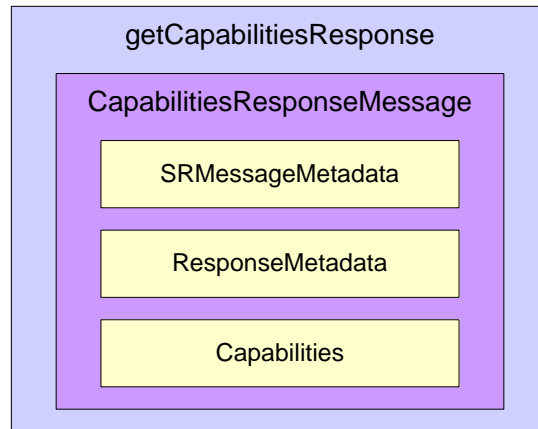 getCapabilitiesResponse
CapabilitiesResponseMessage
SRMessageMetadata
ResponseMetadata
Capabilities